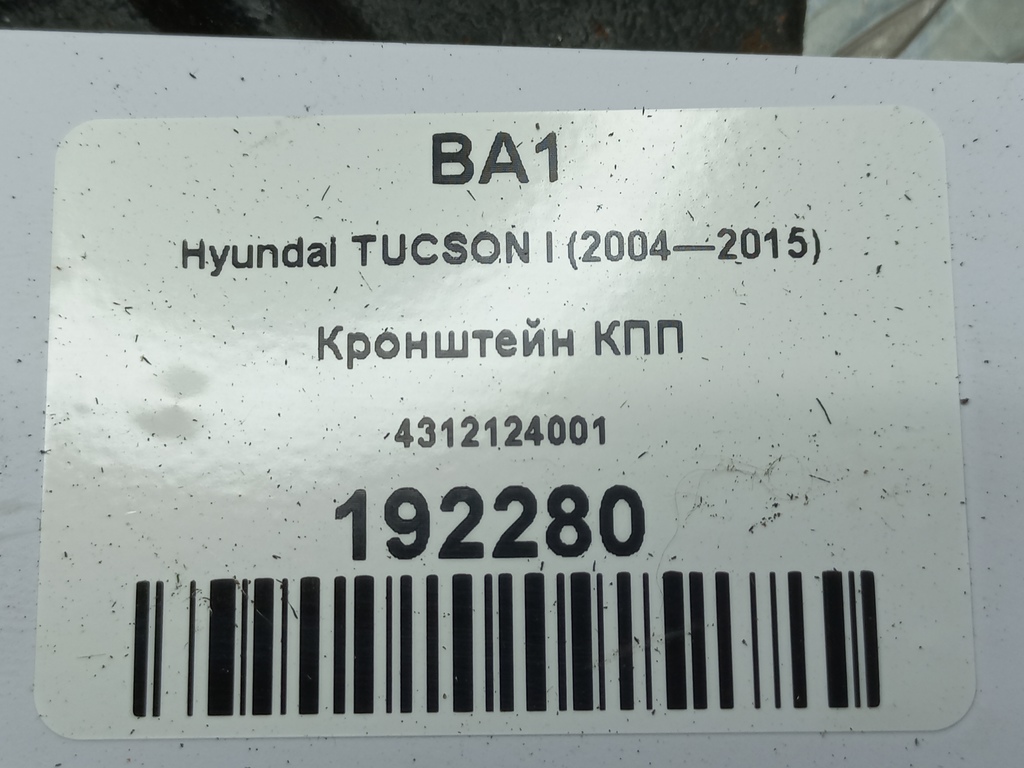 BA1
Hyundai TUCSON I (2004—2015)
Кронштейн КПП
4312124001
192280